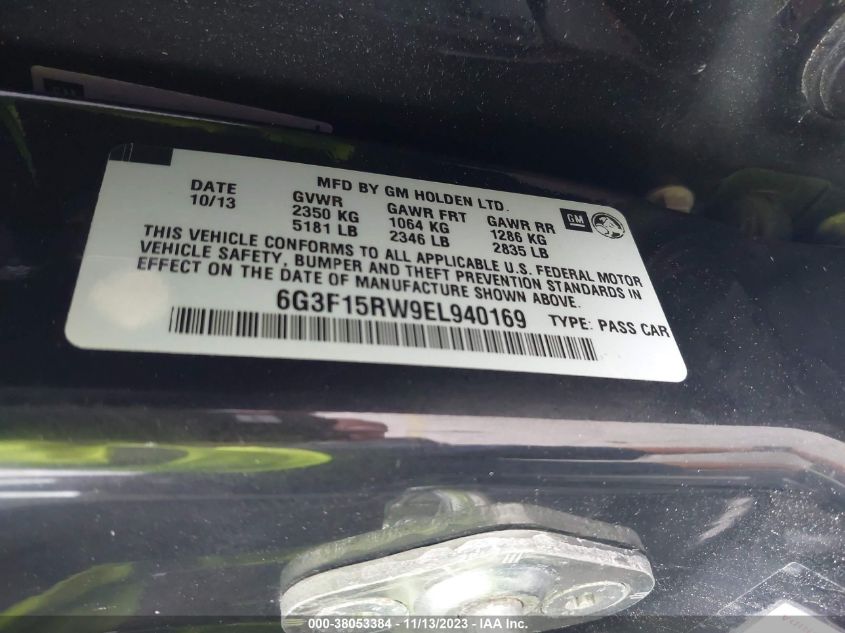 MFD BY GM HOLDEN LTD.
DATE GVWR GAWR FRT GAWR RR GM
10/13 2350 KG 1064 KG 1286 KG
5181 LB 2346 LB 2835 LB
THIS VEHICLE CONFORMS TO ALL APPLICABLE U.S. FEDERAL MOTOR
VEHICLE SAFETY, BUMPER AND THEFT PREVENTION STANDARDS IN
EFFECT ON THE DATE OF MANUFACTURE SHOWN ABOVE.
6G3F15RW9EL940169 TYPE: PASS CAR
000-38053384 - 11/13/2023 - IAA Inc.